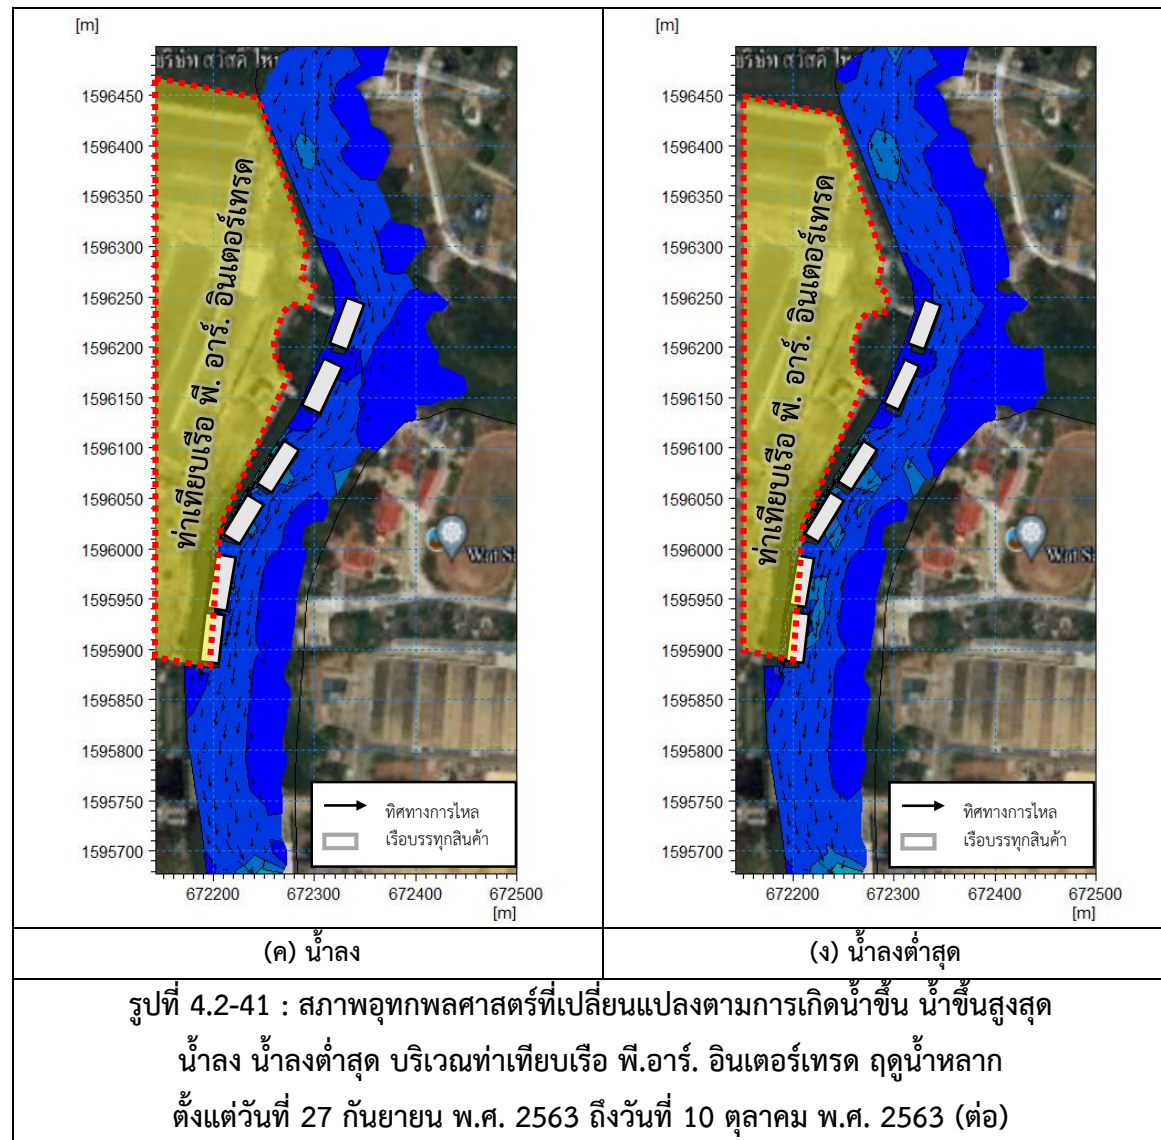 [m]
บริษัท สวัสดิ์ ไพ
1596450
1596400
1596350
1596300
1596250
1596200
1596150
1596100
1596050
1596000
1595950
1595900
1595850
1595800
1595750
1595700
ท่าเทียบเรือ พี. อาร์. อินเตอร์เทรด
ทิศทางการไหล
เรือบรรทุกสินค้า
672200 672300 672400 672500
[m]
(ค) น้ำลง
[m]
1596450
1596400
1596350
1596300
1596250
1596200
1596150
1596100
1596050
1596000
1595950
1595900
1595850
1595800
1595750
1595700
ท่าเทียบเรือ พี. อาร์. อินเตอร์เทรด
ทิศทางการไหล
เรือบรรทุกสินค้า
672200 672300 672400 672500
[m]
(ง) น้ำลงต่ำสุด
รูปที่ 4.2-41 : สภาพอุทกพลศาสตร์ที่เปลี่ยนแปลงตามการเกิดน้ำขึ้น น้ำขึ้นสูงสุด
น้ำลง น้ำลงต่ำสุด บริเวณท่าเทียบเรือ พี.อาร์. อินเตอร์เทรด ฤดูน้ำหลาก
ตั้งแต่วันที่ 27 กันยายน พ.ศ. 2563 ถึงวันที่ 10 ตุลาคม พ.ศ. 2563 (ต่อ)